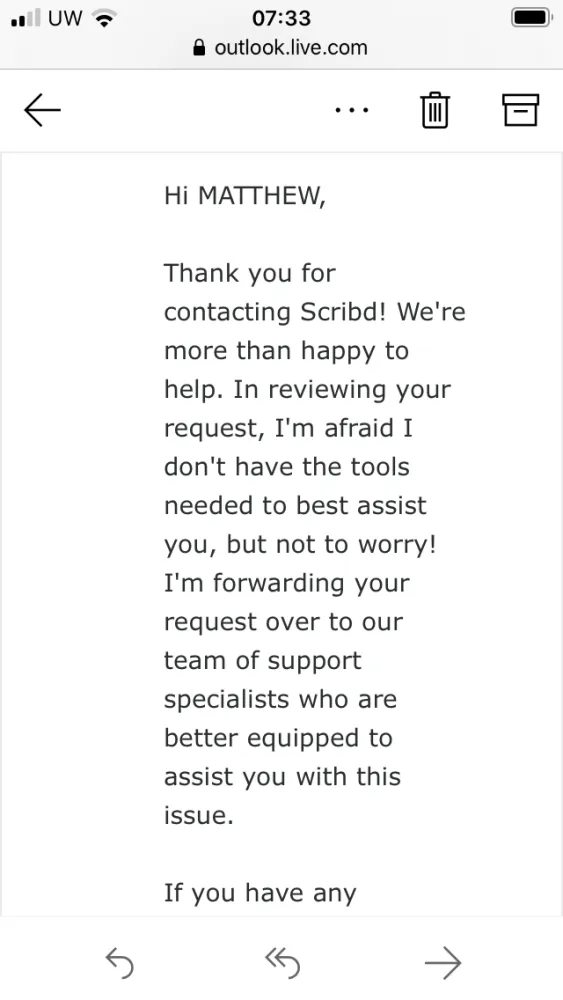 UW 07:33
outlook.live.com
Hi MATTHEW,
Thank you for
contacting Scribd! We're
more than happy to
help. In reviewing your
request, I'm afraid I
don't have the tools
needed to best assist
you, but not to worry!
I'm forwarding your
request over to our
team of support
specialists who are
better equipped to
assist you with this
issue.
If you have any